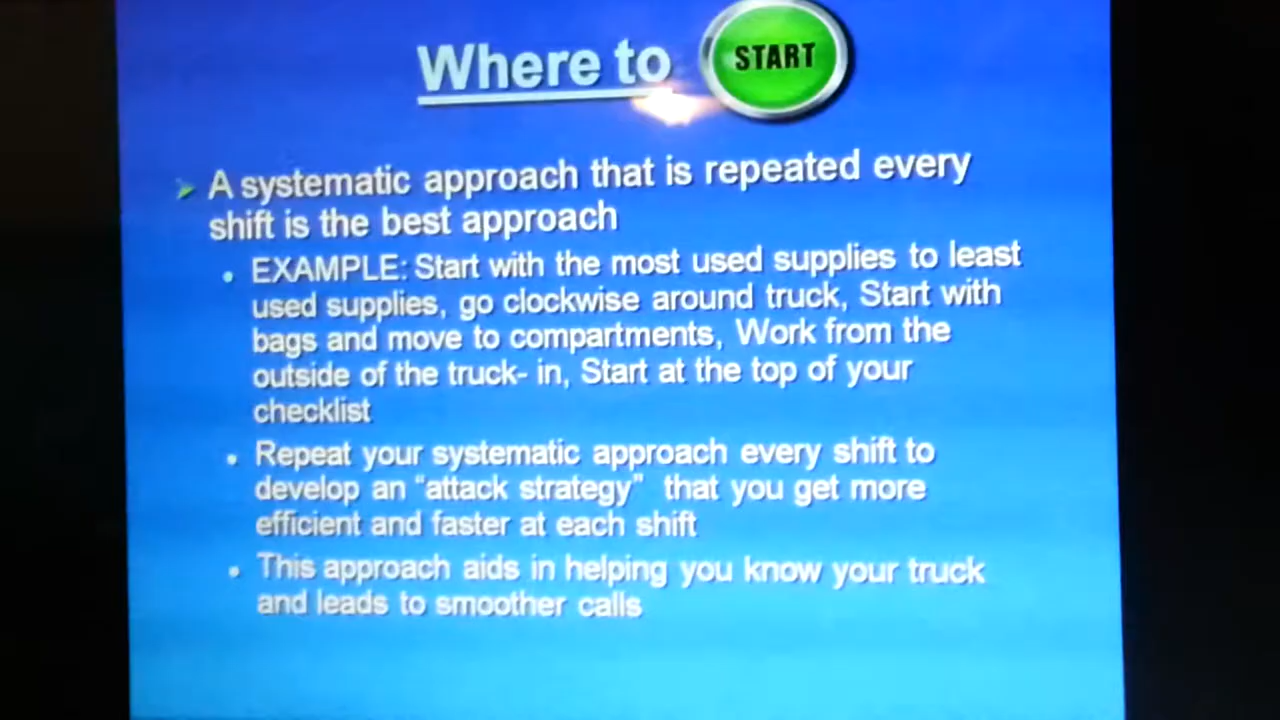 Where to START
A systematic approach that is repeated every
shift is the best approach
EXAMPLE: Start with the most used supplies to least
used supplies, go clockwise around truck, Start with
bags and move to compartments, Work from the
outside of the truck- in, Start at the top of your
checklist
Repeat your systematic approach every shift to
develop an "attack strategy" that you get more
efficient and faster at each shift
This approach aids in helping you know your truck
and leads to smoother calls